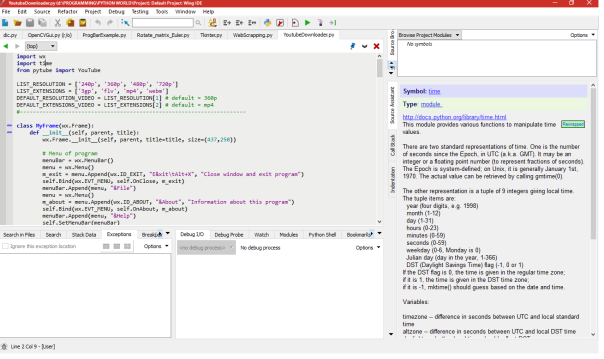 YoutubeDownloader.py (d:\PROGRAMMING\PYTHON WORLD\Project): Default Project: Wing IDE
File Edit Source Refactor Project Debug Testing Tools Window Help
dic.py OpenCVGui.py (r/o) ProgBarExample.py Rotate_matrix_Euler.py Tkinter.py WebScrapping.py YoutubeDownloader.py
(top)
import wx
import time
from pytube import YouTube
LIST_RESOLUTION = ['240p', '360p', '480p', '720p']
LIST_EXTENSIONS = ['3gp', 'flv', 'mp4', 'webm']
DEFAULT_RESOLUTION_VIDEO = LIST_RESOLUTION[1] # default = 360p
DEFAULT_EXTENSIONS_VIDEO = LIST_EXTENSIONS[2] # default = mp4
class MyFrame(wx.Frame):
def __init__(self, parent, title):
wx.Frame.__init__(self, parent, title=title, size=(437,250))
# Menu of program
menuBar = wx.MenuBar()
menu = wx.Menu()
m_exit = menu.Append(wx.ID_EXIT, "E&xit\tAlt+X", "Close window and exit program")
self.Bind(wx.EVT_MENU, self.OnClose, m_exit)
menuBar.Append(menu, "&File")
menu = wx.Menu()
m_about = menu.Append(wx.ID_ABOUT, "&About", "Information about this program")
self.Bind(wx.EVT_MENU, self.OnAbout, m_about)
menuBar.Append(menu, "&Help")
self.SetMenuBar(menuBar)
Search in Files Search Stack Data Exceptions Breakpo
Ignore this exception location Options
Debug I/O Debug Probe Watch Modules Python Shell Bookmarks
<no debug process> No debug process Options
Source Bro
Browse Project Modules Options
No symbols
Source Assistant
Call Stack
Indentation
Symbol: time
Type: module,
http://docs.python.org/library/time.html
This module provides various functions to manipulate time
values.
There are two standard representations of time. One is the number
of seconds since the Epoch, in UTC (a.k.a. GMT). It may be an
integer or a floating point number (to represent fractions of seconds).
The Epoch is system-defined; on Unix, it is generally January 1st,
1970. The actual value can be retrieved by calling gmtime(0).
The other representation is a tuple of 9 integers giving local time.
The tuple items are:
year (four digits, e.g. 1998)
month (1-12)
day (1-31)
hours (0-23)
minutes (0-59)
seconds (0-59)
weekday (0-6, Monday is 0)
Julian day (day in the year, 1-366)
DST (Daylight Savings Time) flag (-1, 0 or 1)
If the DST flag is 0, the time is given in the regular time zone;
if it is 1, the time is given in the DST time zone;
if it is -1, mktime() should guess based on the date and time.
Variables:
timezone -- difference in seconds between UTC and local standard
time
altzone -- difference in seconds between UTC and local DST time
Line 2 Col 9 - [User]